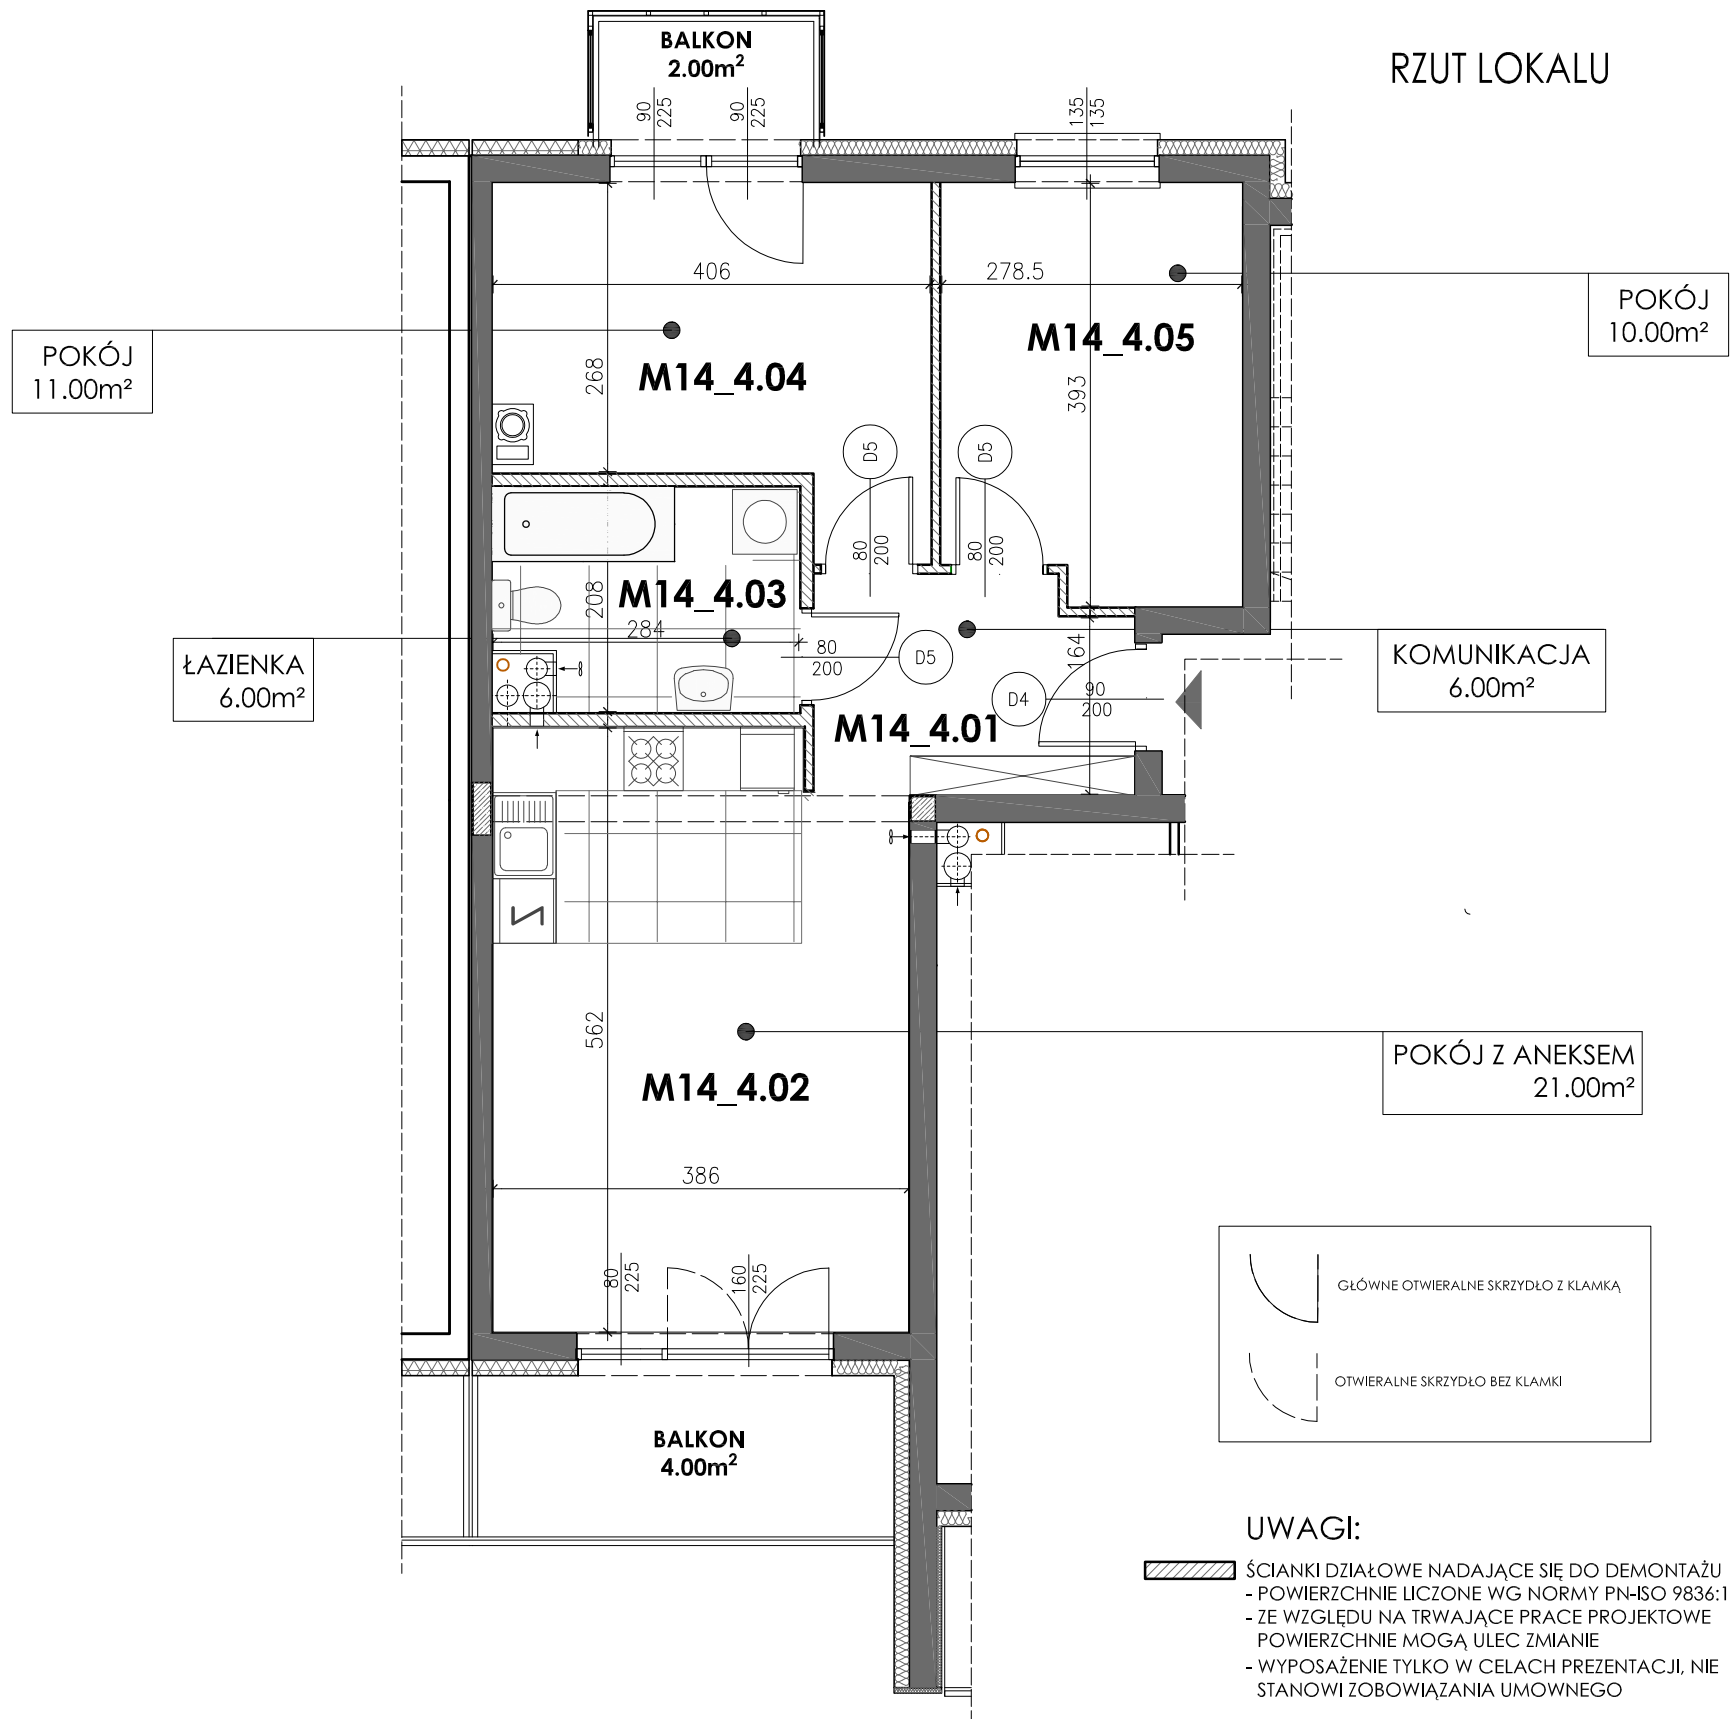 RZUT LOKALU
BALKON
2.00m²
90
225
90
225
135
135
406
278.5
POKÓJ
10.00m²
M14_4.05
POKÓJ
11.00m²
M14_4.04
268
393
D5
D5
80
200
80
200
M14_4.03
208
284
80
200
D5
164
ŁAZIENKA
6.00m²
KOMUNIKACJA
6.00m²
D4
90
200
M14_4.01
562
POKÓJ Z ANEKSEM
21.00m²
M14_4.02
386
80
225
160
225
GŁÓWNE OTWIERALNE SKRZYDŁO Z KLAMKĄ
OTWIERALNE SKRZYDŁO BEZ KLAMKI
BALKON
4.00m²
UWAGI:
ŚCIANKI DZIAŁOWE NADAJĄCE SIĘ DO DEMONTAŻU
- POWIERZCHNIE LICZONE WG NORMY PN-ISO 9836:1
- ZE WZGLĘDU NA TRWAJĄCE PRACE PROJEKTOWE
POWIERZCHNIE MOGĄ ULEC ZMIANIE
- WYPOSAŻENIE TYLKO W CELACH PREZENTACJI, NIE
STANOWI ZOBOWIĄZANIA UMOWNEGO